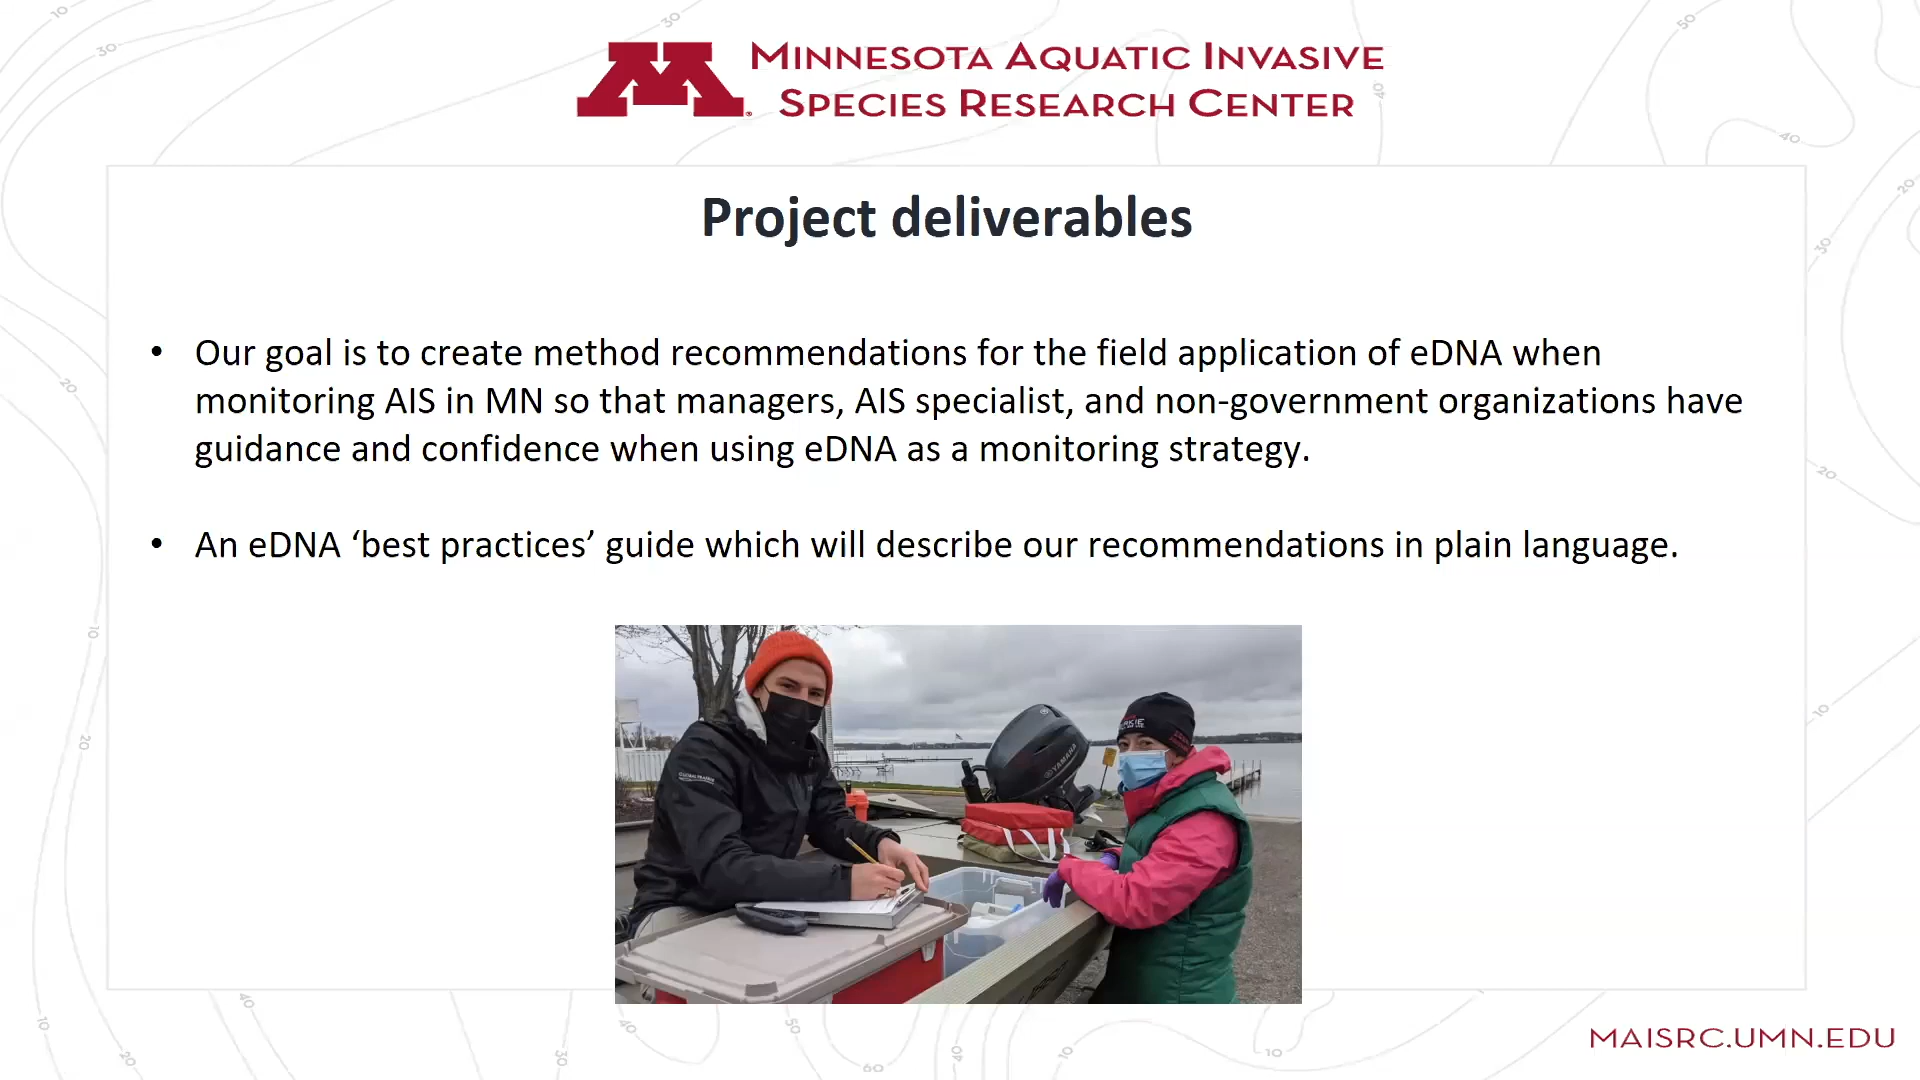 MINNESOTA AQUATIC INVASIVE
SPECIES RESEARCH CENTER
Project deliverables
• Our goal is to create method recommendations for the field application of eDNA when
monitoring AIS in MN so that managers, AIS specialist, and non-government organizations have
guidance and confidence when using eDNA as a monitoring strategy.
• An eDNA ‘best practices’ guide which will describe our recommendations in plain language.
YAMAHA
MAISRC.UMN.EDU